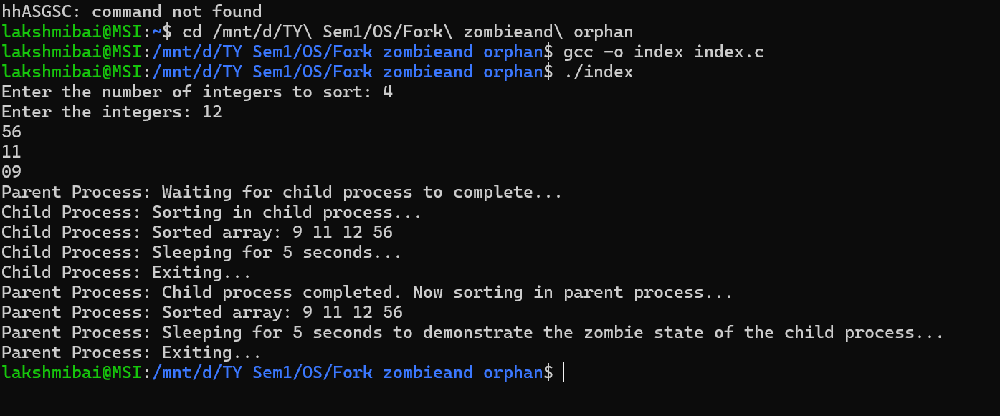 hhASGSC: command not found
lakshmibai@MSI:~$ cd /mnt/d/TY\ Sem1/OS/Fork\ zombieand\ orphan
lakshmibai@MSI:/mnt/d/TY Sem1/OS/Fork zombieand orphan$ gcc -o index index.c
lakshmibai@MSI:/mnt/d/TY Sem1/OS/Fork zombieand orphan$ ./index
Enter the number of integers to sort: 4
Enter the integers: 12
56
11
09
Parent Process: Waiting for child process to complete...
Child Process: Sorting in child process...
Child Process: Sorted array: 9 11 12 56
Child Process: Sleeping for 5 seconds...
Child Process: Exiting...
Parent Process: Child process completed. Now sorting in parent process...
Parent Process: Sorted array: 9 11 12 56
Parent Process: Sleeping for 5 seconds to demonstrate the zombie state of the child process...
Parent Process: Exiting...
lakshmibai@MSI:/mnt/d/TY Sem1/OS/Fork zombieand orphan$